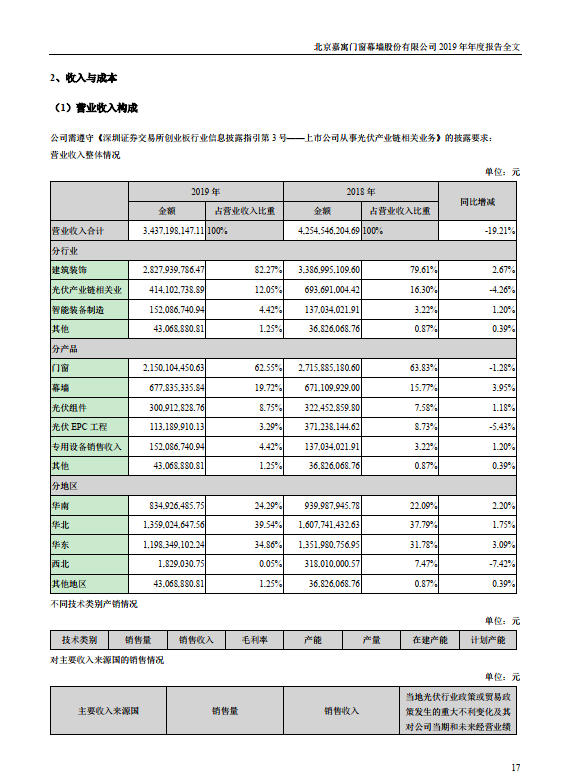 北京嘉寓门窗幕墙股份有限公司 2019 年年度报告全文
2、收入与成本
（1）营业收入构成
公司需遵守《深圳证券交易所创业板行业信息披露指引第 3 号——上市公司从事光伏产业链相关业务》的披露要求：
营业收入整体情况
单位：元
2019 年 2018 年 同比增减
金额 占营业收入比重 金额 占营业收入比重
营业收入合计 3,437,198,147.11 100% 4,254,546,204.69 100% -19.21%
分行业
建筑装饰 2,827,939,786.47 82.27% 3,386,995,109.60 79.61% 2.67%
光伏产业链相关业 414,102,738.89 12.05% 693,691,004.42 16.30% -4.26%
智能装备制造 152,086,740.94 4.42% 137,034,021.91 3.22% 1.20%
其他 43,068,880.81 1.25% 36,826,068.76 0.87% 0.39%
分产品
门窗 2,150,104,450.63 62.55% 2,715,885,180.60 63.83% -1.28%
幕墙 677,835,335.84 19.72% 671,109,929.00 15.77% 3.95%
光伏组件 300,912,828.76 8.75% 322,452,859.80 7.58% 1.18%
光伏 EPC 工程 113,189,910.13 3.29% 371,238,144.62 8.73% -5.43%
专用设备销售收入 152,086,740.94 4.42% 137,034,021.91 3.22% 1.20%
其他 43,068,880.81 1.25% 36,826,068.76 0.87% 0.39%
分地区
华南 834,926,485.75 24.29% 939,987,945.78 22.09% 2.20%
华北 1,359,024,647.56 39.54% 1,607,741,432.63 37.79% 1.75%
华东 1,198,349,102.24 34.86% 1,351,980,756.95 31.78% 3.09%
西北 1,829,030.75 0.05% 318,010,000.57 7.47% -7.42%
其他地区 43,068,880.81 1.25% 36,826,068.76 0.87% 0.39%
不同技术类别产销情况
单位：元
技术类别 销售量 销售收入 毛利率 产能 产量 在建产能 计划产能
对主要收入来源国的销售情况
单位：元
主要收入来源国 销售量 销售收入 当地光伏行业政策或贸易政
策发生的重大不利变化及其
对公司当期和未来经营业绩
17